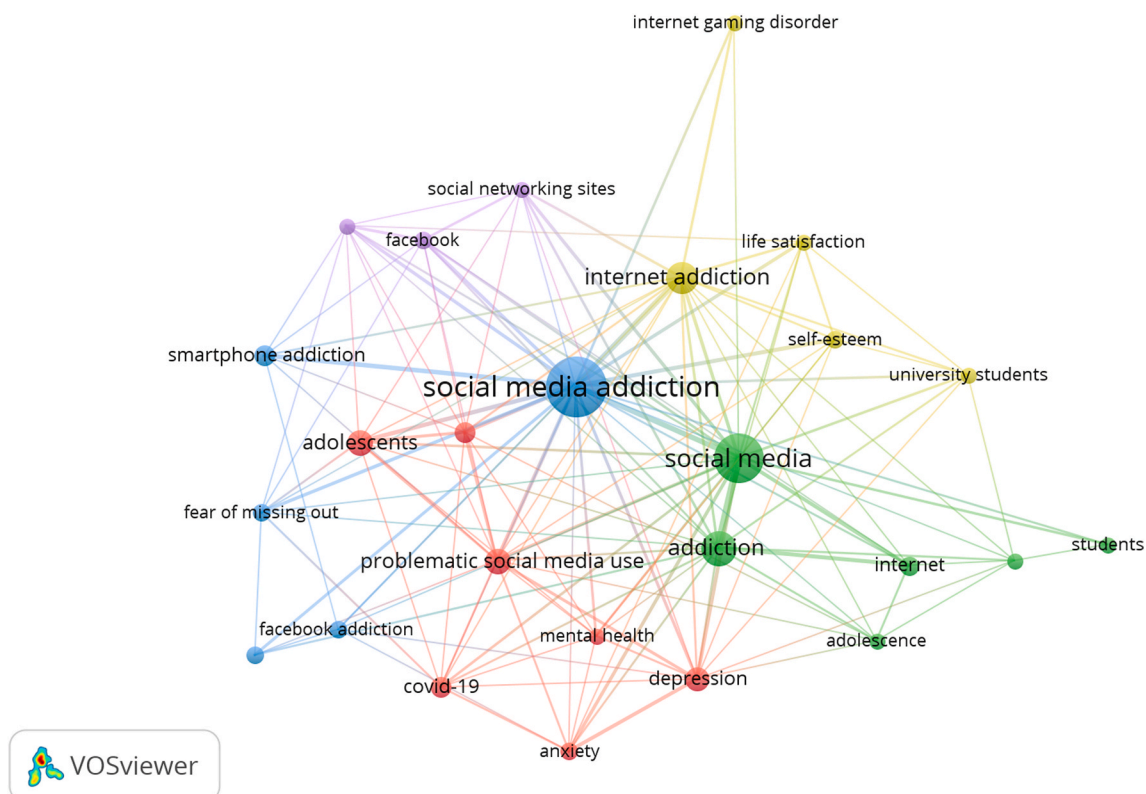 internet gaming disorder
social networking sites
facebook
life satisfaction
internet addiction
self-esteem
smartphone addiction
university students
social media addiction
adolescents
social media
fear of missing out
students
addiction
problematic social media use
internet
facebook addiction
mental health
adolescence
covid-19
depression
anxiety
VOSviewer